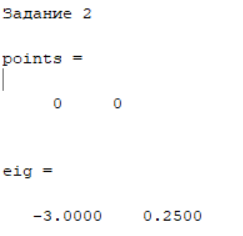 Задание 2
points =
0 0
eig =
-3.0000 0.2500